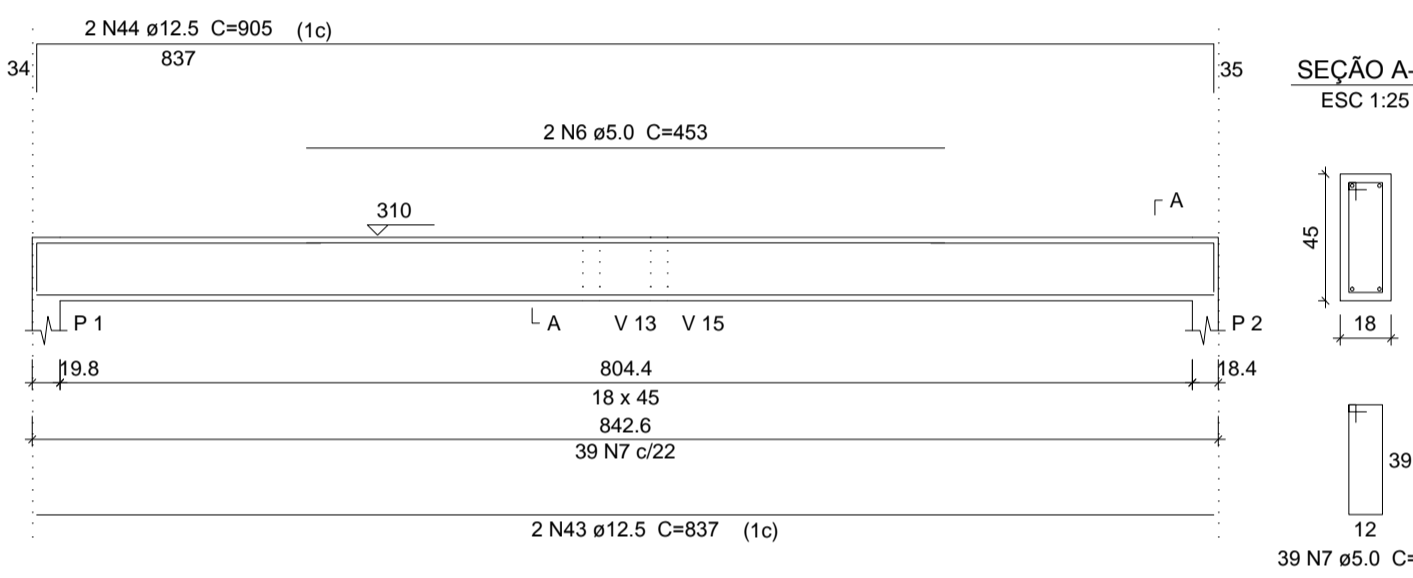 2 N44 ø12.5 C=905 (1c)
837
34
35
SEÇÃO A-
ESC 1:25
2 N6 ø5.0 C=453
310
A
45
18
P 1
A
V 13
V 15
P 2
19.8
804.4
18.4
18 x 45
842.6
39 N7 c/22
39
12
2 N43 ø12.5 C=837 (1c)
39 N7 ø5.0 C=